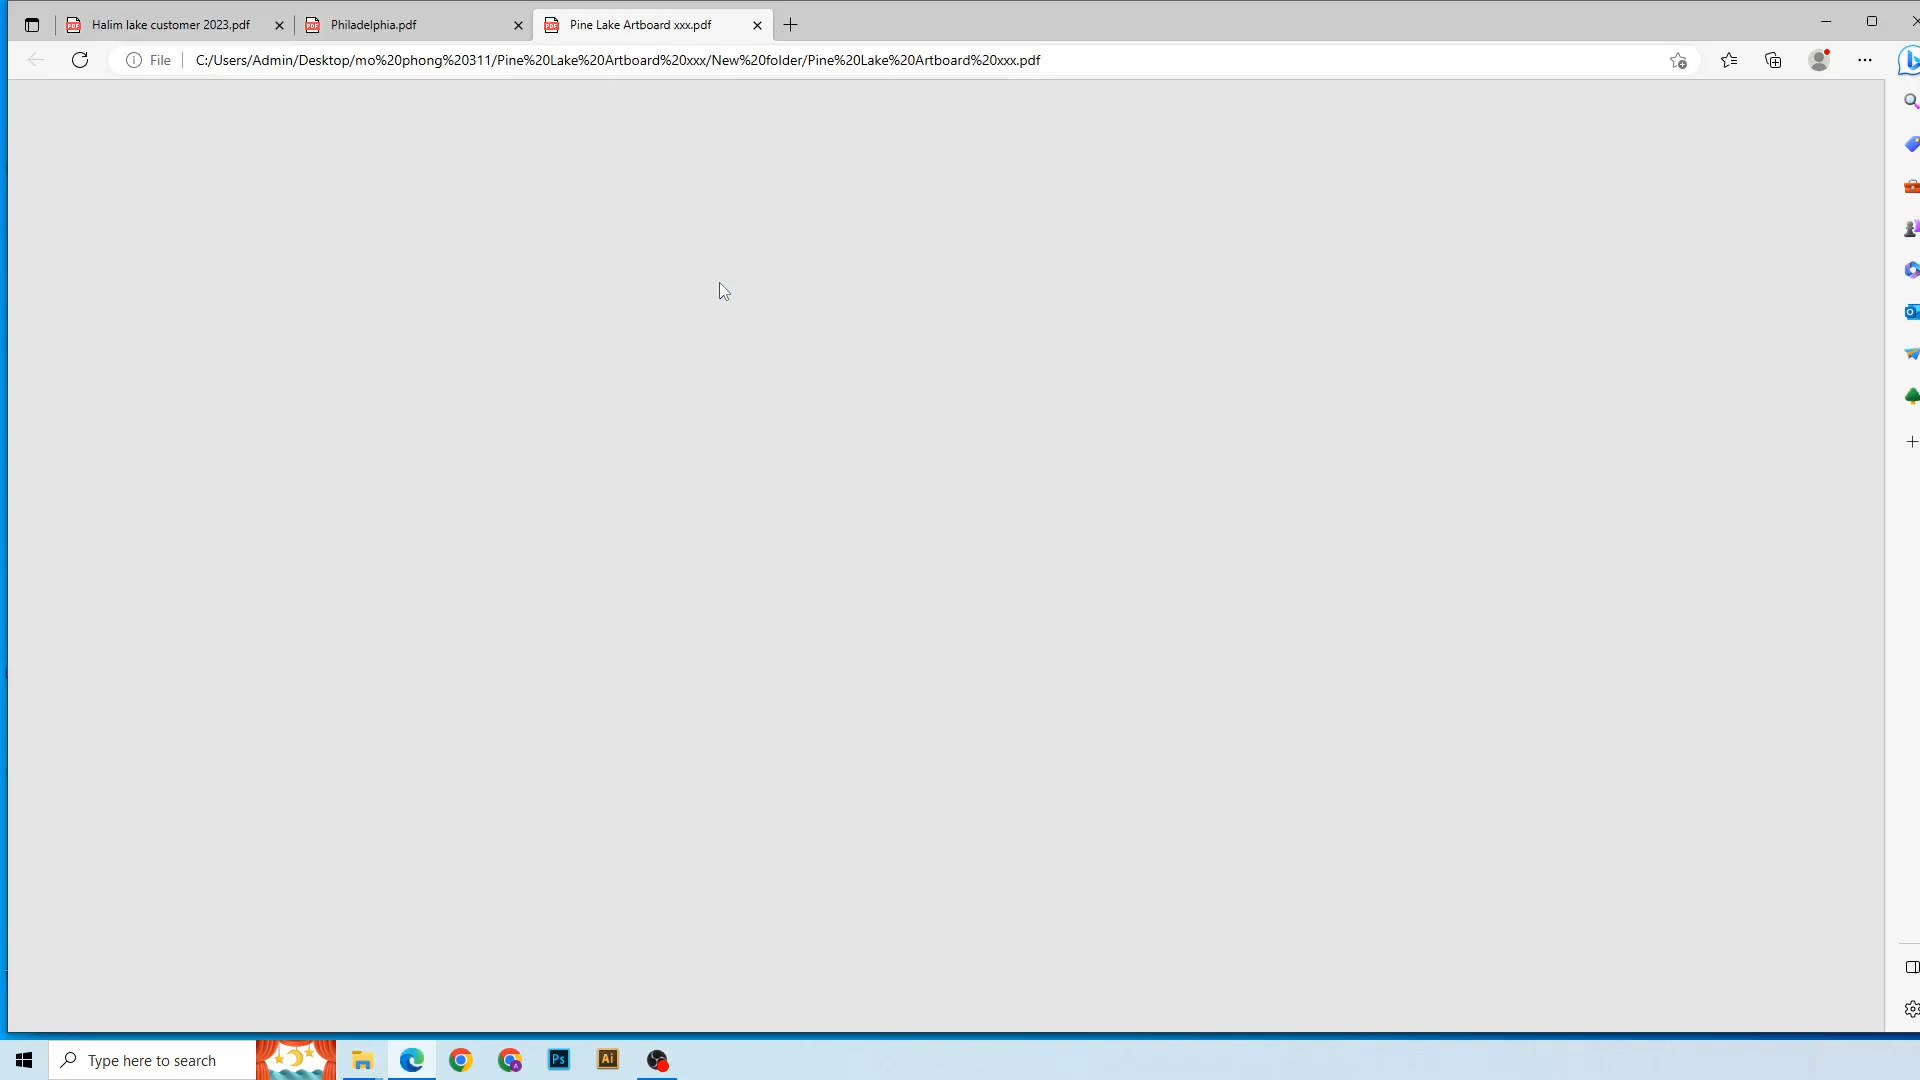 Halim lake customer 2023.pdf
Philadelphia.pdf
Pine Lake Artboard xxx.pdf
File
C:/Users/Admin/Desktop/mo%20phong%20311/Pine%20Lake%20Artboard%20xxx/New%20folder/Pine%20Lake%20Artboard%20xxx.pdf
Type here to search
Ps
Ai